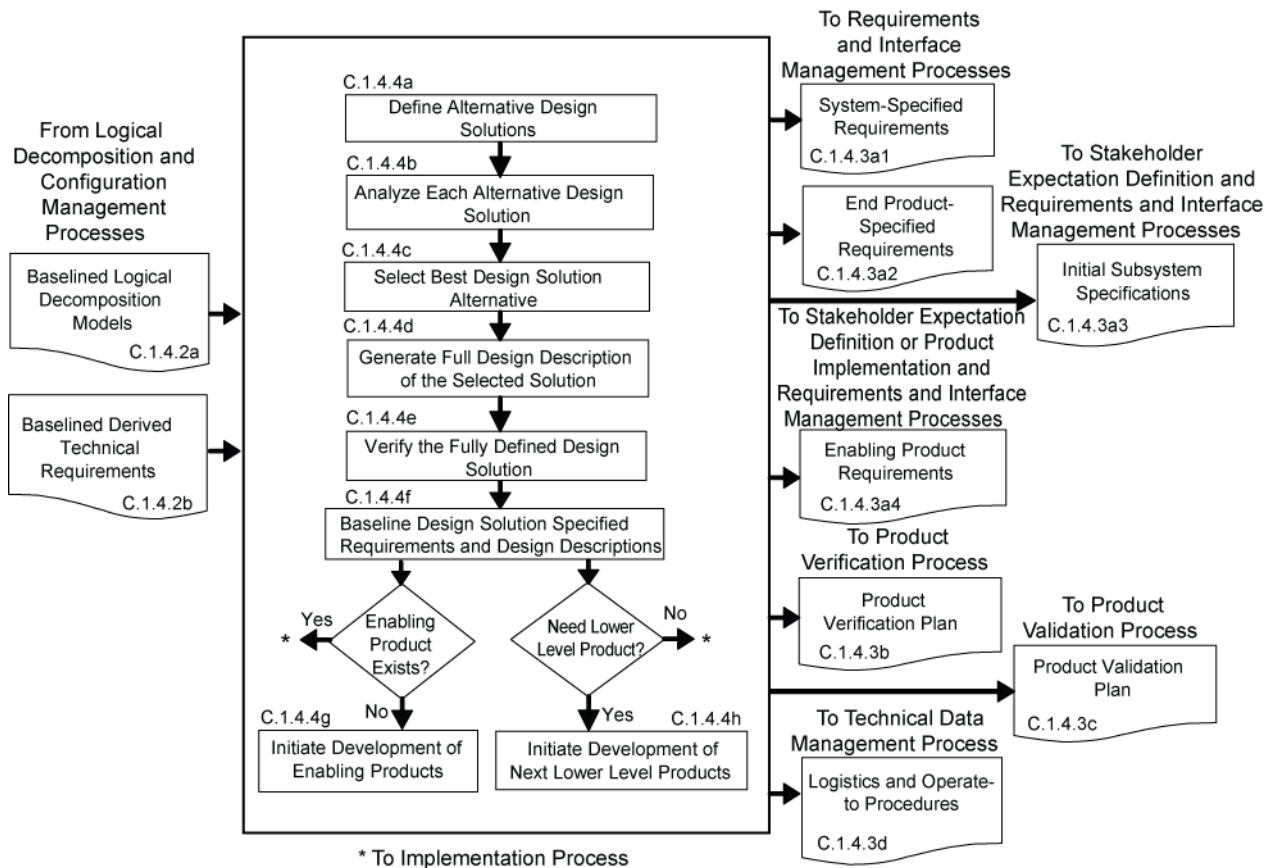 From Logical
Decomposition and
Configuration
Management
Processes
Baselined Logical
Decomposition
Models
C.1.4.2a
Baselined Derived
Technical
Requirements
C.1.4.2b
C.1.4.4a
Define Alternative Design
Solutions
C.1.4.4b
Analyze Each Alternative Design
Solution
C.1.4.4c
Select Best Design Solution
Alternative
C.1.4.4d
Generate Full Design Description
of the Selected Solution
C.1.4.4e
Verify the Fully Defined Design
Solution
C.1.4.4f
Baseline Design Solution Specified
Requirements and Design Descriptions
* Yes
Enabling
Product
Exists?
No
Need Lower
Level Product?
No *
Yes
C.1.4.4g
Initiate Development of
Enabling Products
C.1.4.4h
Initiate Development of
Next Lower Level Products
* To Implementation Process
To Requirements
and Interface
Management Processes
System-Specified
Requirements
C.1.4.3a1
End Product-
Specified
Requirements
C.1.4.3a2
To Stakeholder
Expectation Definition and
Requirements and Interface
Management Processes
Initial Subsystem
Specifications
C.1.4.3a3
To Stakeholder Expectation
Definition or Product
Implementation and
Requirements and Interface
Management Processes
Enabling Product
Requirements
C.1.4.3a4
To Product
Verification Process
Product
Verification Plan
C.1.4.3b
To Product
Validation Process
Product Validation
Plan
C.1.4.3c
To Technical Data
Management Process
Logistics and Operate-
to Procedures
C.1.4.3d